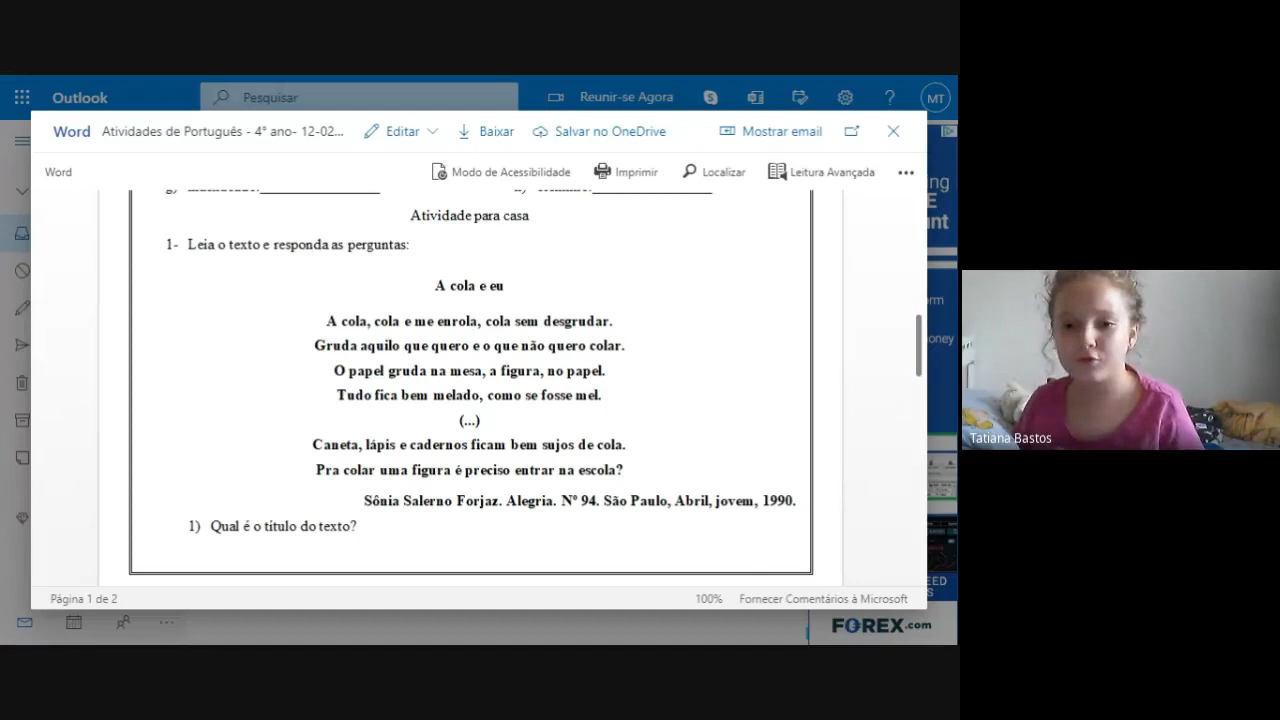 Outlook
Pesquisar
Reunir-se Agora
MT
Word
Atividades de Português - 4° ano- 12-02...
Editar
Baixar
Salvar no OneDrive
Mostrar email
Word
Modo de Acessibilidade
Imprimir
Localizar
Leitura Avançada
Atividade para casa
1- Leia o texto e responda as perguntas:
A cola e eu
A cola, cola e me enrola, cola sem desgrudar.
Gruda aquilo que quero e o que não quero colar.
O papel gruda na mesa, a figura, no papel.
Tudo fica bem melado, como se fosse mel.
(...)
Caneta, lápis e cadernos ficam bem sujos de cola.
Pra colar uma figura é preciso entrar na escola?
Sônia Salerno Forjaz. Alegria. Nº 94. São Paulo, Abril, jovem, 1990.
1) Qual é o título do texto?
Página 1 de 2
100%
Fornecer Comentários à Microsoft
FOREX.com
Tatiana Bastos